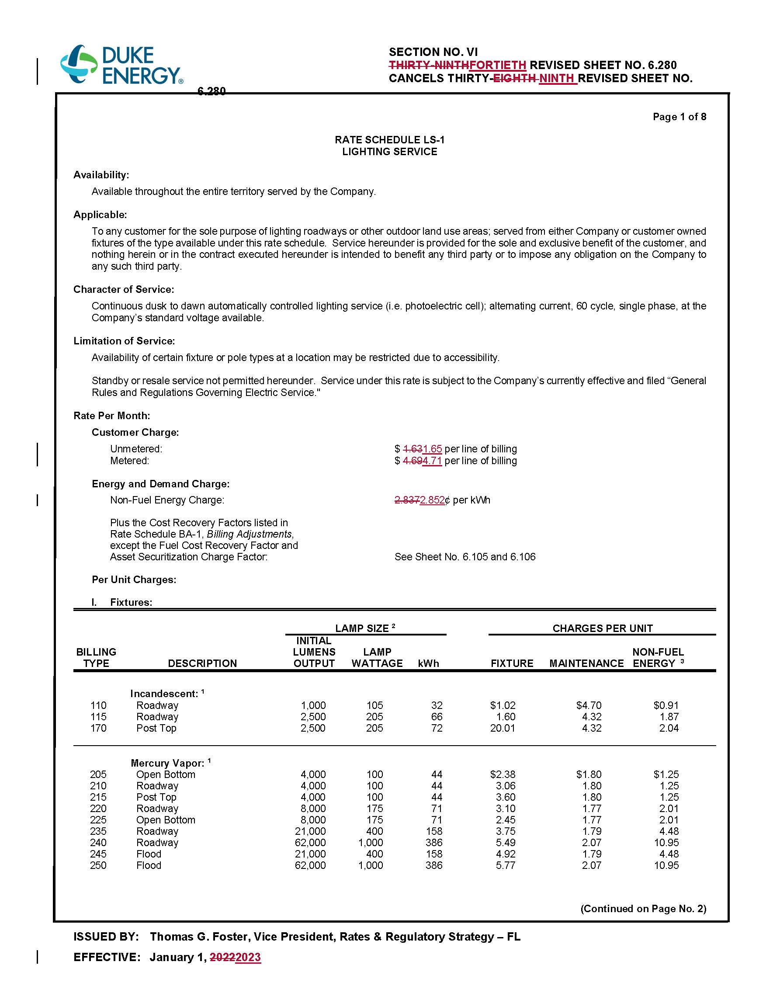 DUKE
ENERGY®
SECTION NO. VI
THIRTY-NINTHFORTIETH REVISED SHEET NO. 6.280
CANCELS THIRTY-EIGHTH NINTH REVISED SHEET NO.
6.280
Page 1 of 8
RATE SCHEDULE LS-1
LIGHTING SERVICE
Availability:
Available throughout the entire territory served by the Company.
Applicable:
To any customer for the sole purpose of lighting roadways or other outdoor land use areas; served from either Company or customer owned
fixtures of the type available under this rate schedule. Service hereunder is provided for the sole and exclusive benefit of the customer, and
nothing herein or in the contract executed hereunder is intended to benefit any third party or to impose any obligation on the Company to
any such third party.
Character of Service:
Continuous dusk to dawn automatically controlled lighting service (i.e. photoelectric cell); alternating current, 60 cycle, single phase, at the
Company’s standard voltage available.
Limitation of Service:
Availability of certain fixture or pole types at a location may be restricted due to accessibility.
Standby or resale service not permitted hereunder. Service under this rate is subject to the Company’s currently effective and filed “General
Rules and Regulations Governing Electric Service."
Rate Per Month:
Customer Charge:
Unmetered: $ 1.631.65 per line of billing
Metered: $ 4.694.71 per line of billing
Energy and Demand Charge:
Non-Fuel Energy Charge: 2.8372.852¢ per kWh
Plus the Cost Recovery Factors listed in
Rate Schedule BA-1, Billing Adjustments,
except the Fuel Cost Recovery Factor and
Asset Securitization Charge Factor: See Sheet No. 6.105 and 6.106
Per Unit Charges:
I. Fixtures:
LAMP SIZE 2 CHARGES PER UNIT
INITIAL
BILLING LUMENS LAMP NON-FUEL
TYPE DESCRIPTION OUTPUT WATTAGE kWh FIXTURE MAINTENANCE ENERGY 3
Incandescent: 1
110 Roadway 1,000 105 32 $1.02 $4.70 $0.91
115 Roadway 2,500 205 66 1.60 4.32 1.87
170 Post Top 2,500 205 72 20.01 4.32 2.04
Mercury Vapor: 1
205 Open Bottom 4,000 100 44 $2.38 $1.80 $1.25
210 Roadway 4,000 100 44 3.06 1.80 1.25
215 Post Top 4,000 100 44 3.60 1.80 1.25
220 Roadway 8,000 175 71 3.10 1.77 2.01
225 Open Bottom 8,000 175 71 2.45 1.77 2.01
235 Roadway 21,000 400 158 3.75 1.79 4.48
240 Roadway 62,000 1,000 386 5.49 2.07 10.95
245 Flood 21,000 400 158 4.92 1.79 4.48
250 Flood 62,000 1,000 386 5.77 2.07 10.95
(Continued on Page No. 2)
ISSUED BY: Thomas G. Foster, Vice President, Rates & Regulatory Strategy – FL
EFFECTIVE: January 1, 20222023